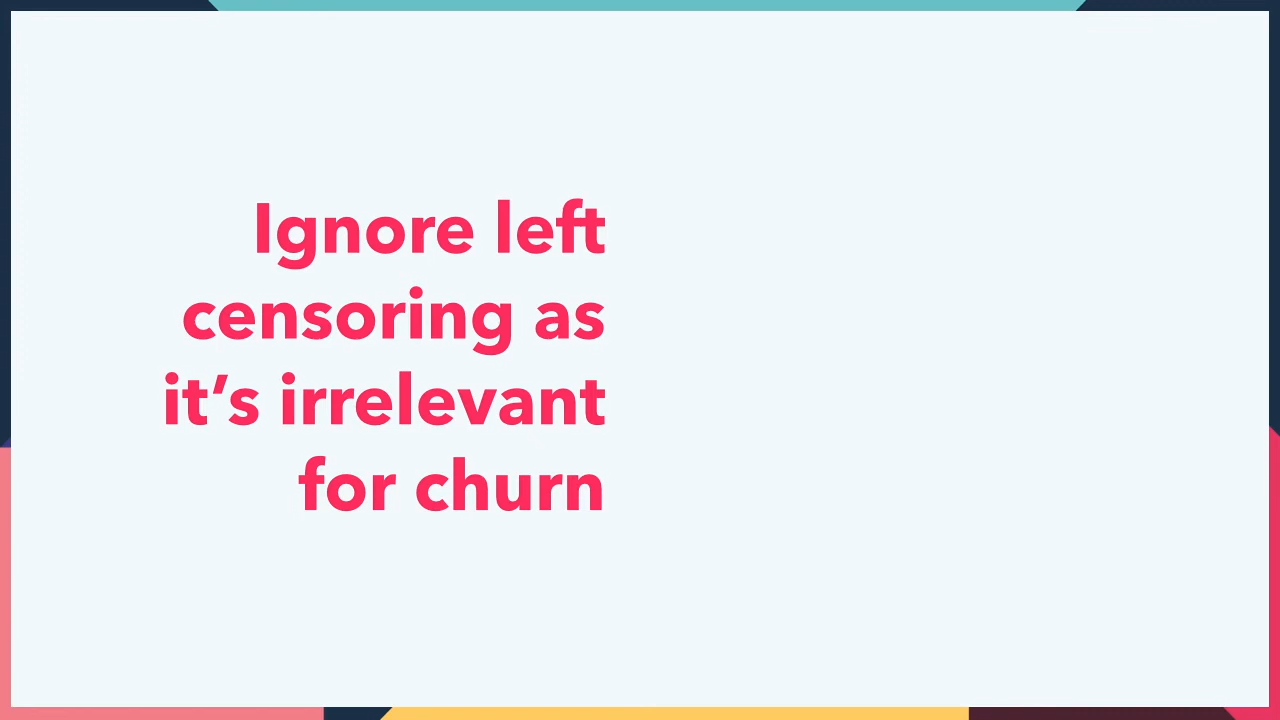 Ignore left
censoring as
it’s irrelevant
for churn